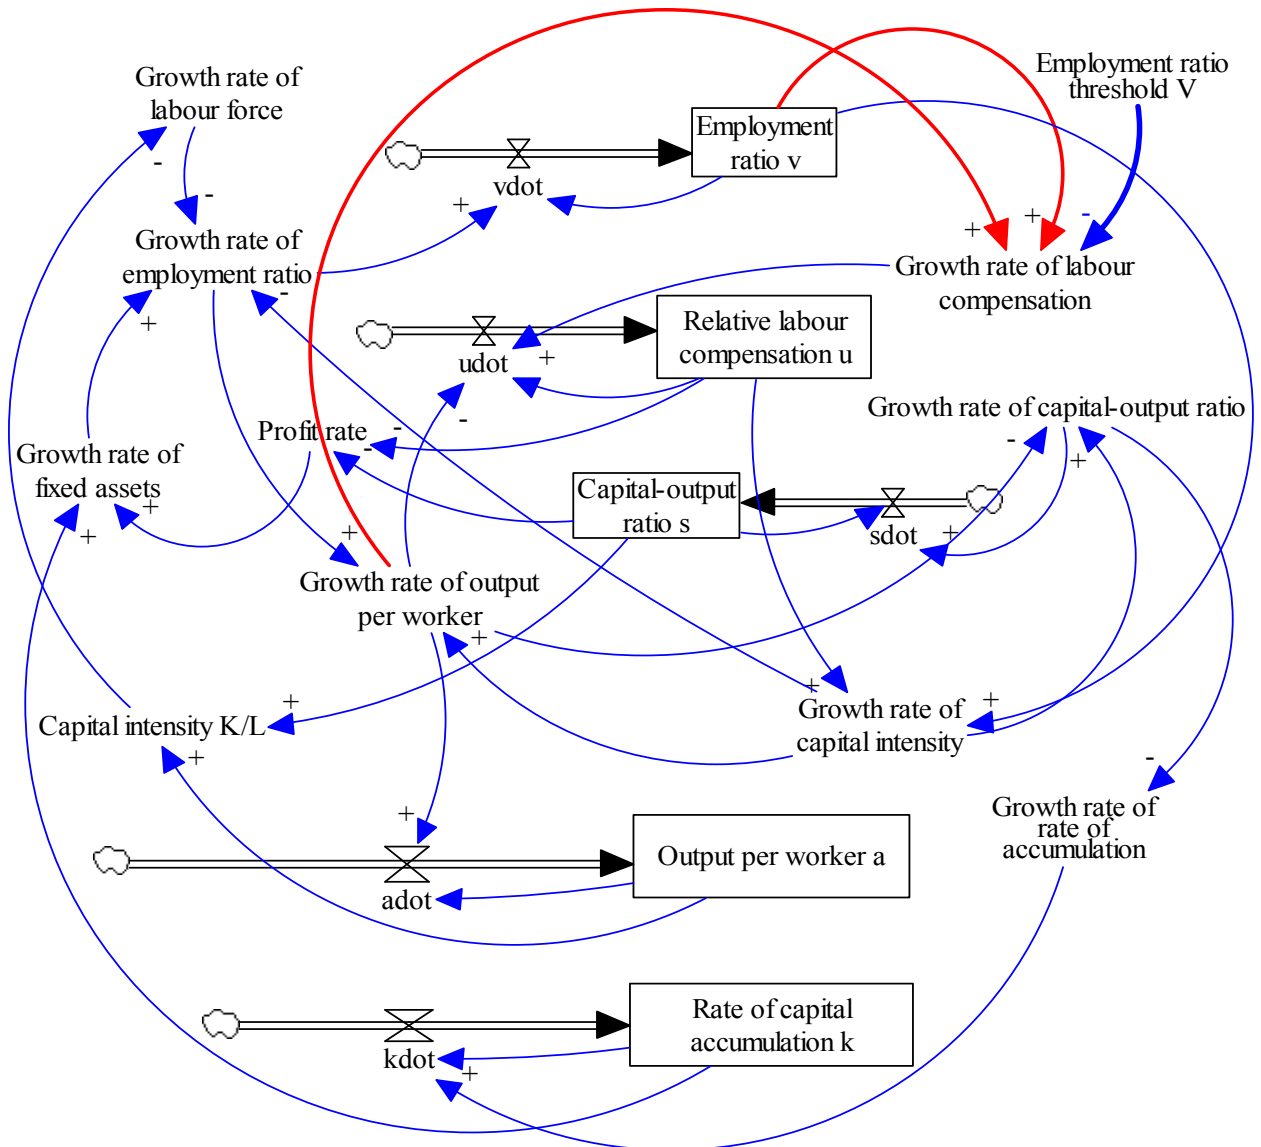 Growth rate of
labour force
Employment ratio
threshold V
Employment
ratio v
-
-
vdot
+
+
+
-
Growth rate of
employment ratio
Growth rate of labour
compensation
-
+
Relative labour
compensation u
udot
+
-
Growth rate of capital-output ratio
Profit rate
-
-
-
+
Growth rate of
fixed assets
+
+
Capital-output
ratio s
sdot
+
+
Growth rate of output
per worker
+
Capital intensity K/L
+
+
+
+
Growth rate of
capital intensity
-
Growth rate of
rate of
accumulation
+
Output per worker a
adot
Rate of capital
accumulation k
kdot
+